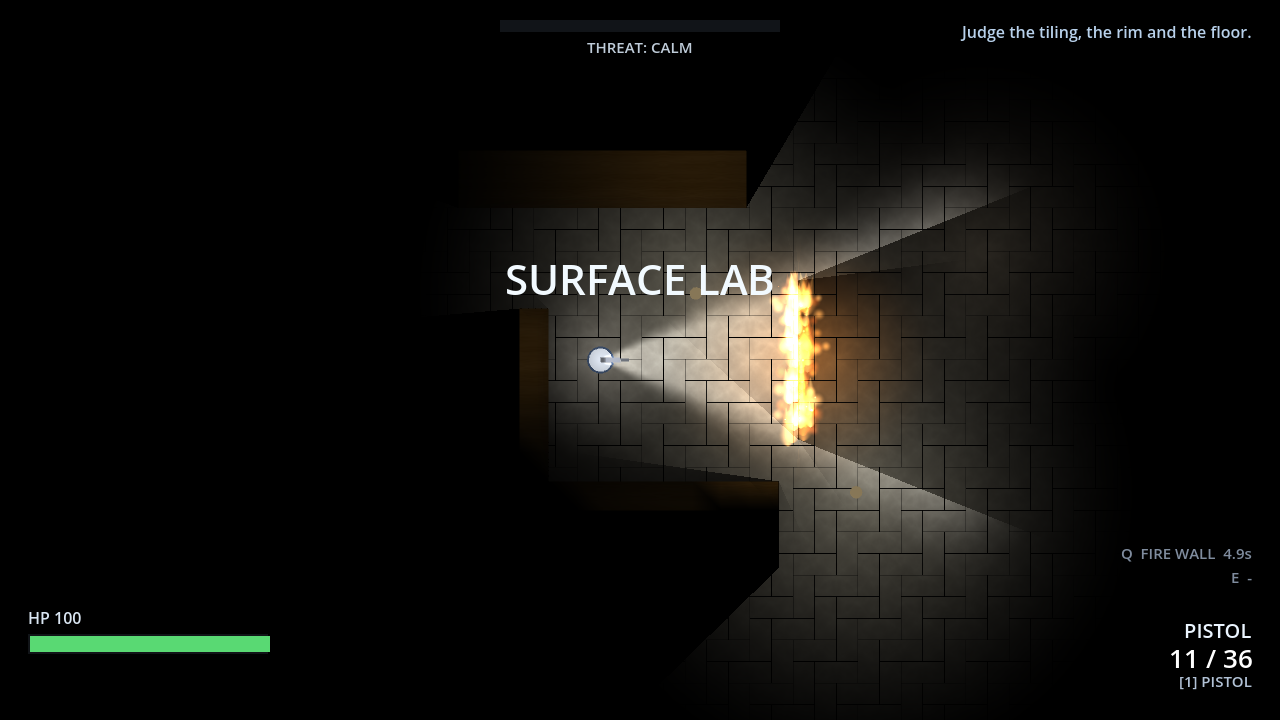 THREAT: CALM
Judge the tiling, the rim and the floor.
SURFACE LAB
Q FIRE WALL 4.9s
E -
HP 100
PISTOL
11 / 36
[1] PISTOL